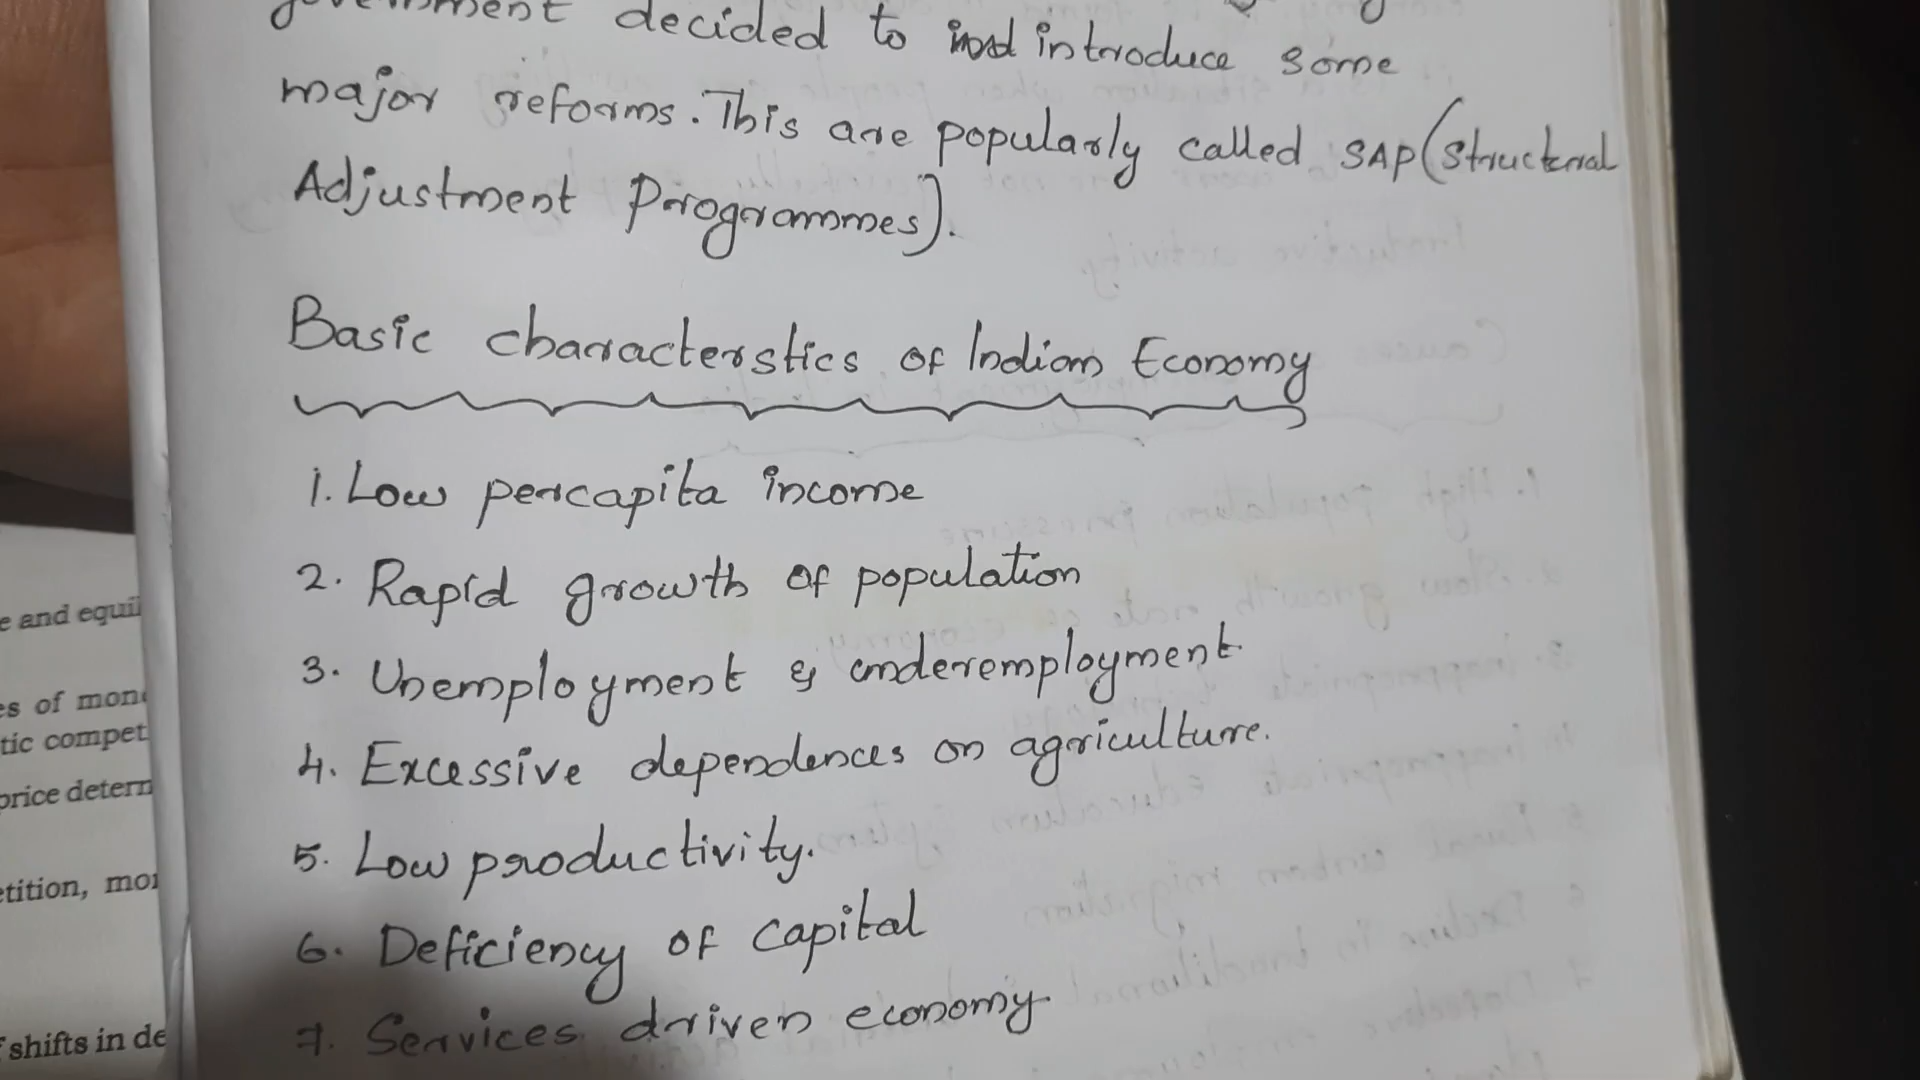 government decided to introduce some
major reforms. This are popularly called SAP (Structural
Adjustment Programmes).
Basic characterstics of Indian Economy
1. Low percapita income
2. Rapid growth of population
3. Unemployment & underemployment.
4. Excessive dependences on agriculture.
5. Low productivity.
6. Deficiency of capital
7. Services driven economy.
e and equil
es of mon
tic compet
price determ
etition, mo
f shifts in de